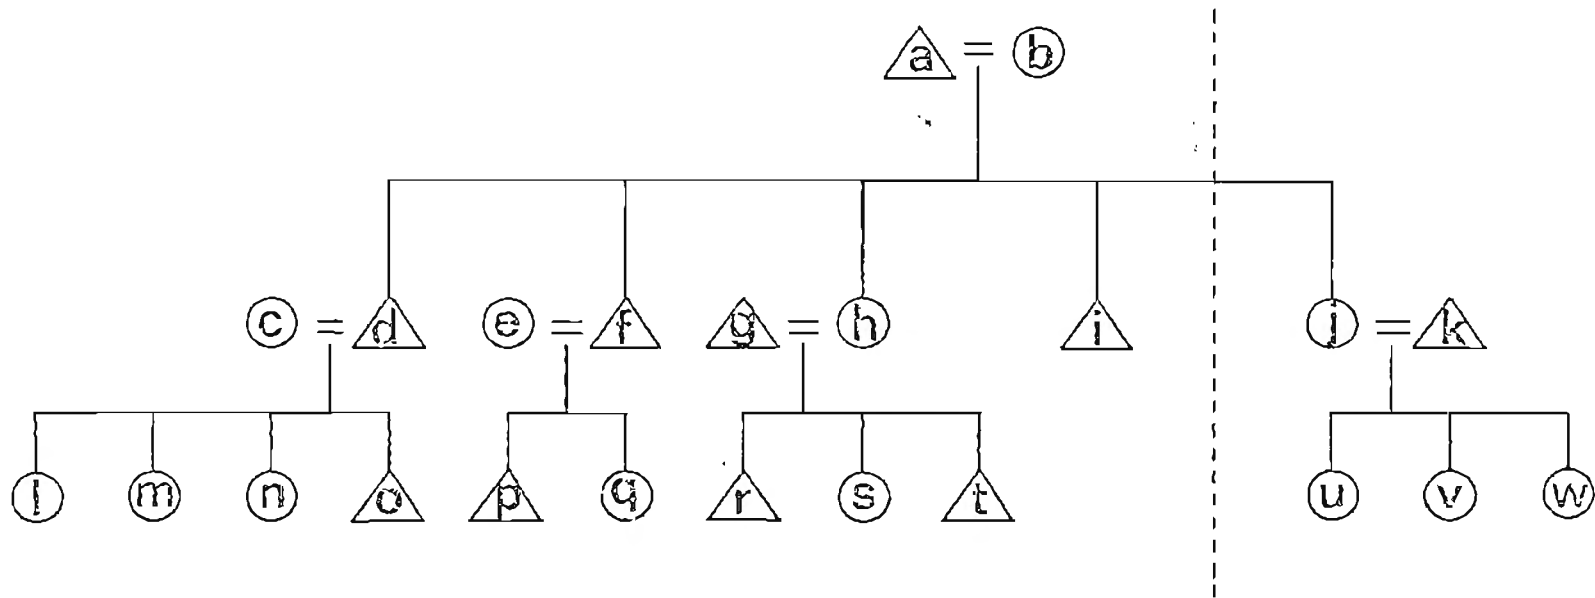 a = b
c = d e = f g = h i j = k
l m n o p q r s t u v w